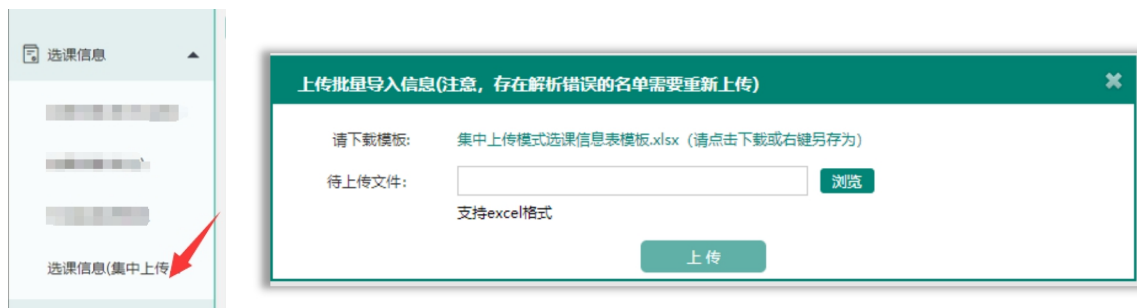 选课信息
选课信息(集中上传
上传批量导入信息(注意，存在解析错误的名单需要重新上传)
请下载模板:
集中上传模式选课信息表模板.xlsx（请点击下载或右键另存为）
待上传文件:
浏览
支持excel格式
上 传